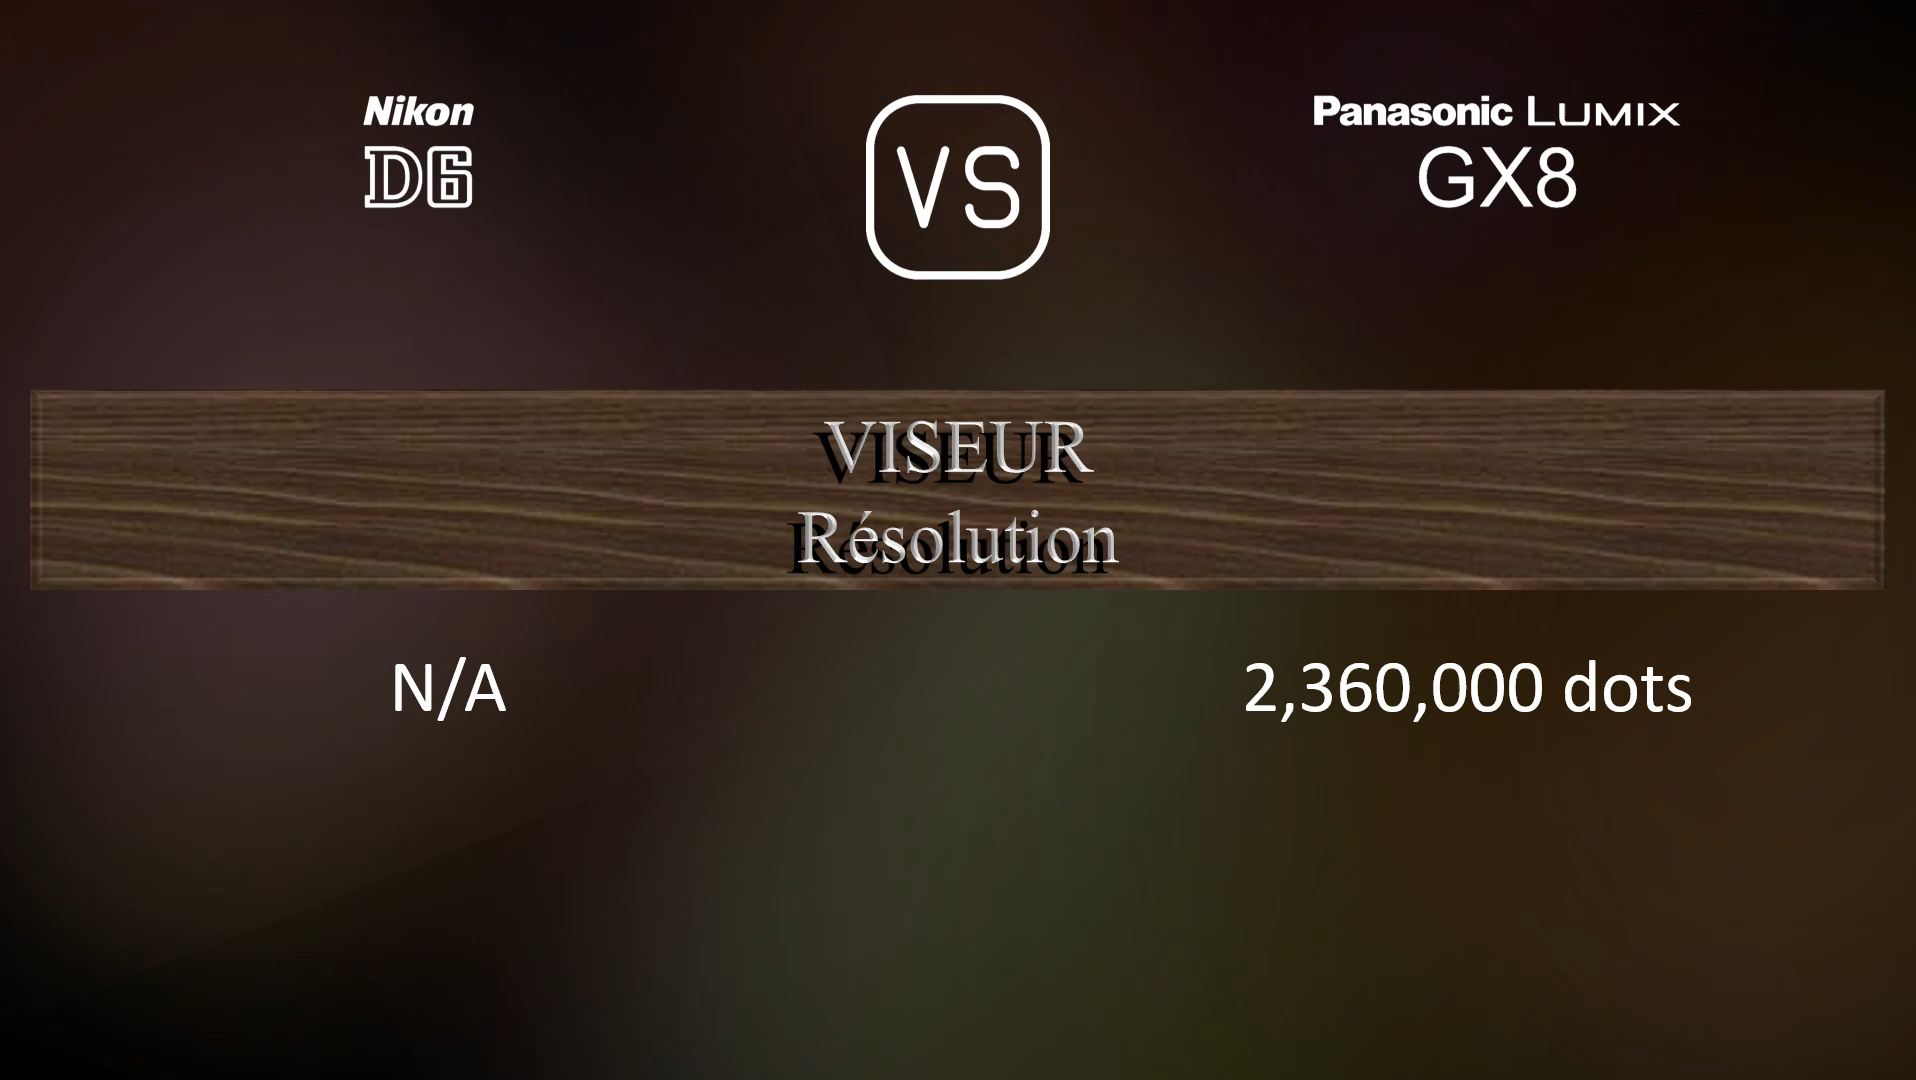 Nikon
D6
VS
Panasonic LUMIX
GX8
VISEUR
Résolution
N/A
2,360,000 dots